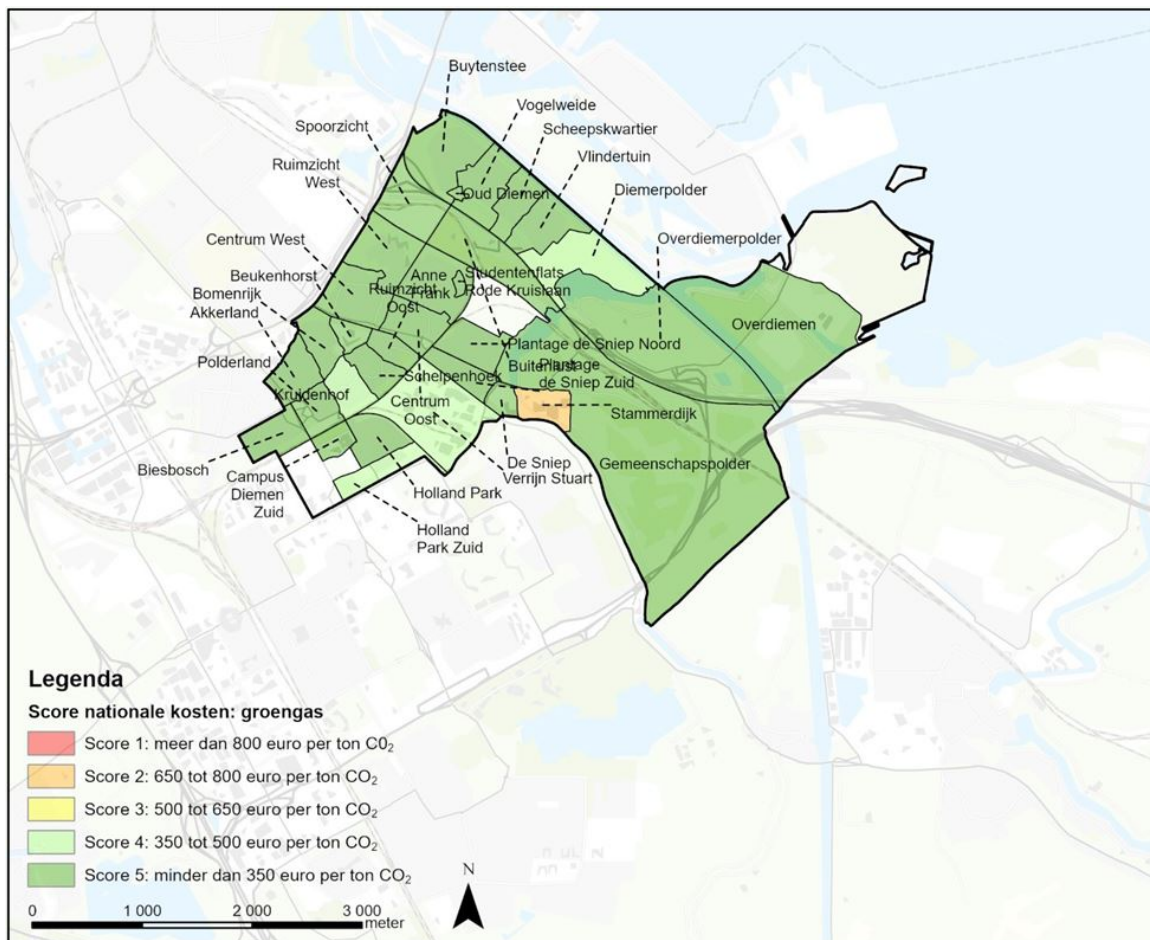 Buytenstee
Vogelweide
Spoorzicht
Scheepskwartier
Ruimzicht
West
Vlindertuin
Oud Diemen
Diemerpolder
Centrum West
Overdiemerpolder
Beukenhorst
Anne
Frank
Studentenflats
Rode Kruislaan
Bomenrijk
Ruimzicht
Oost
Akkerland
Overdiemen
Plantage de Sniep Noord
Polderland
Buitenlust
Plantage
de Sniep Zuid
Schelpenhoek
Kruidenhof
Centrum
Oost
Stammerdijk
Biesbosch
De Sniep
Gemeenschapspolder
Campus
Diemen
Zuid
Verrijn Stuart
Holland Park
Holland
Park Zuid
Legenda
Score nationale kosten: groengas
Score 1: meer dan 800 euro per ton C0₂
Score 2: 650 tot 800 euro per ton CO₂
Score 3: 500 tot 650 euro per ton CO₂
Score 4: 350 tot 500 euro per ton CO₂
Score 5: minder dan 350 euro per ton CO₂
N
0 1 000 2 000 3 000
meter